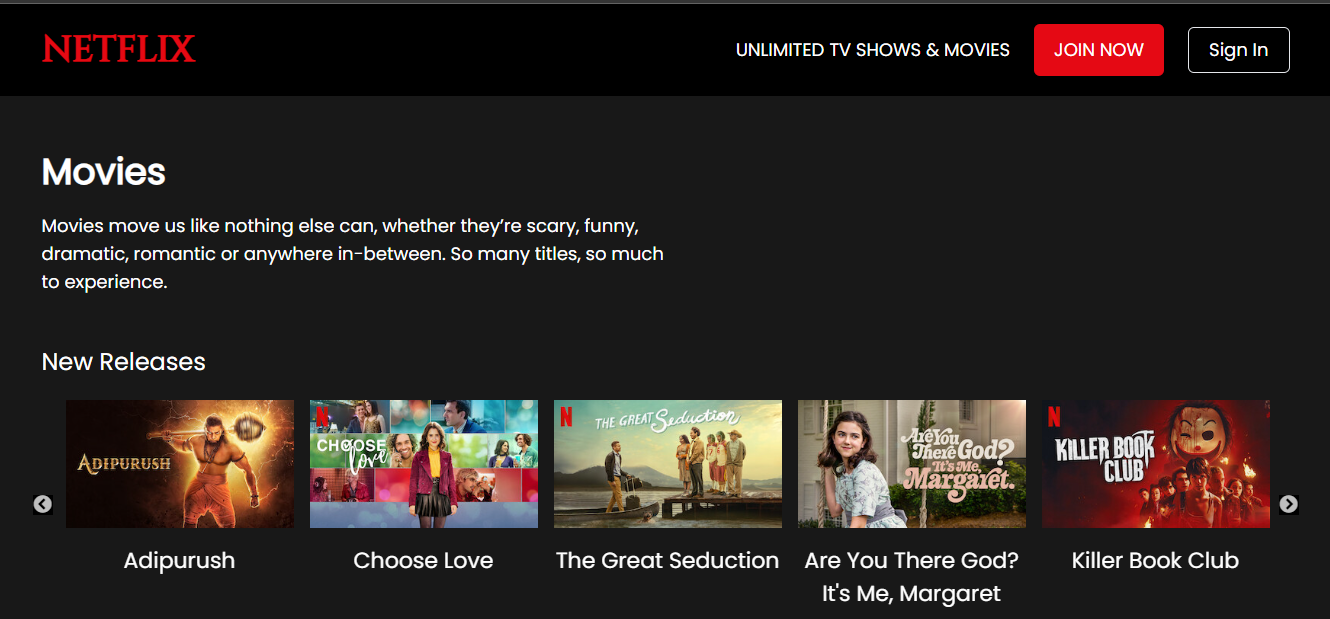 NETFLIX
UNLIMITED TV SHOWS & MOVIES
JOIN NOW
Sign In
Movies
Movies move us like nothing else can, whether they’re scary, funny,
dramatic, romantic or anywhere in-between. So many titles, so much
to experience.
New Releases
ADIPURUSH
N
CHOOSE
love
N
THE GREAT Seduction
Are You
There God?
It's Me,
Margaret.
N
KILLER BOOK
CLUB
Adipurush
Choose Love
The Great Seduction
Are You There God?
It's Me, Margaret
Killer Book Club